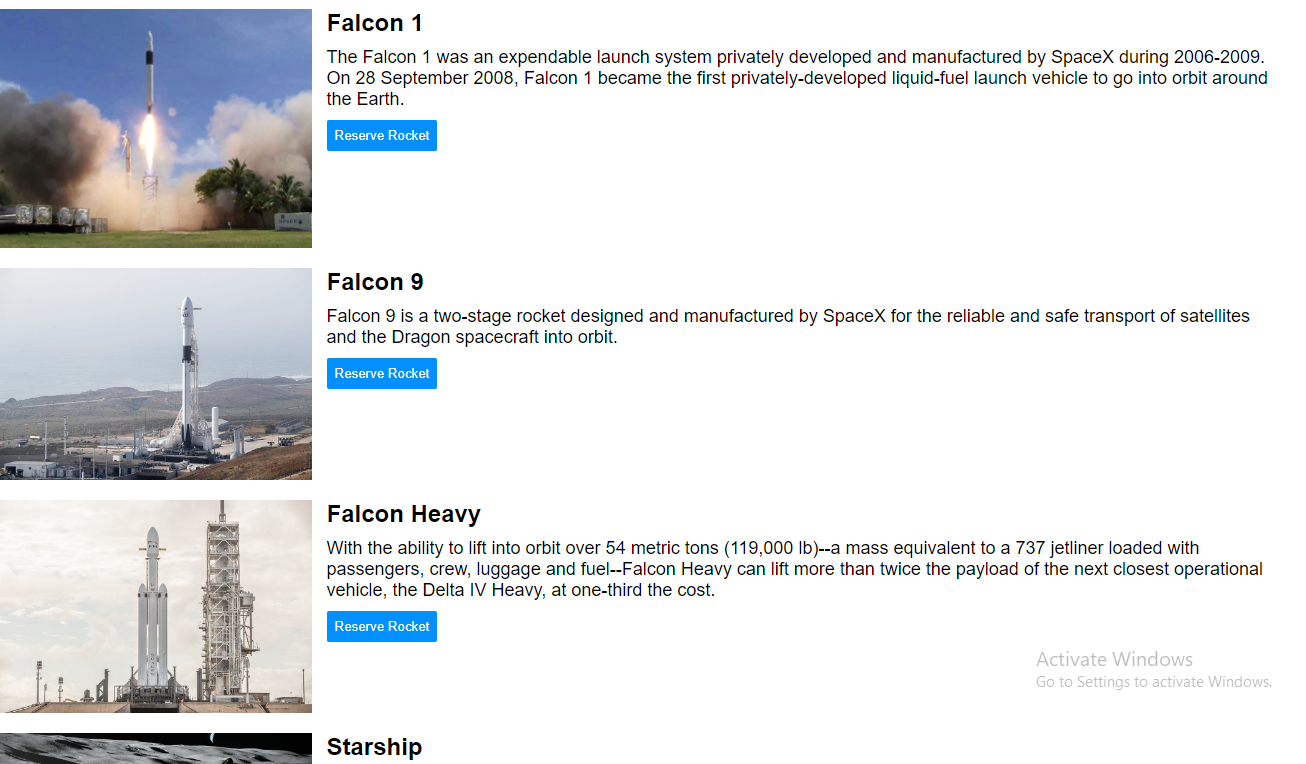 Falcon 1
The Falcon 1 was an expendable launch system privately developed and manufactured by SpaceX during 2006-2009.
On 28 September 2008, Falcon 1 became the first privately-developed liquid-fuel launch vehicle to go into orbit around
the Earth.
Reserve Rocket
Falcon 9
Falcon 9 is a two-stage rocket designed and manufactured by SpaceX for the reliable and safe transport of satellites
and the Dragon spacecraft into orbit.
Reserve Rocket
Falcon Heavy
With the ability to lift into orbit over 54 metric tons (119,000 lb)--a mass equivalent to a 737 jetliner loaded with
passengers, crew, luggage and fuel--Falcon Heavy can lift more than twice the payload of the next closest operational
vehicle, the Delta IV Heavy, at one-third the cost.
Reserve Rocket
Activate Windows
Go to Settings to activate Windows.
Starship